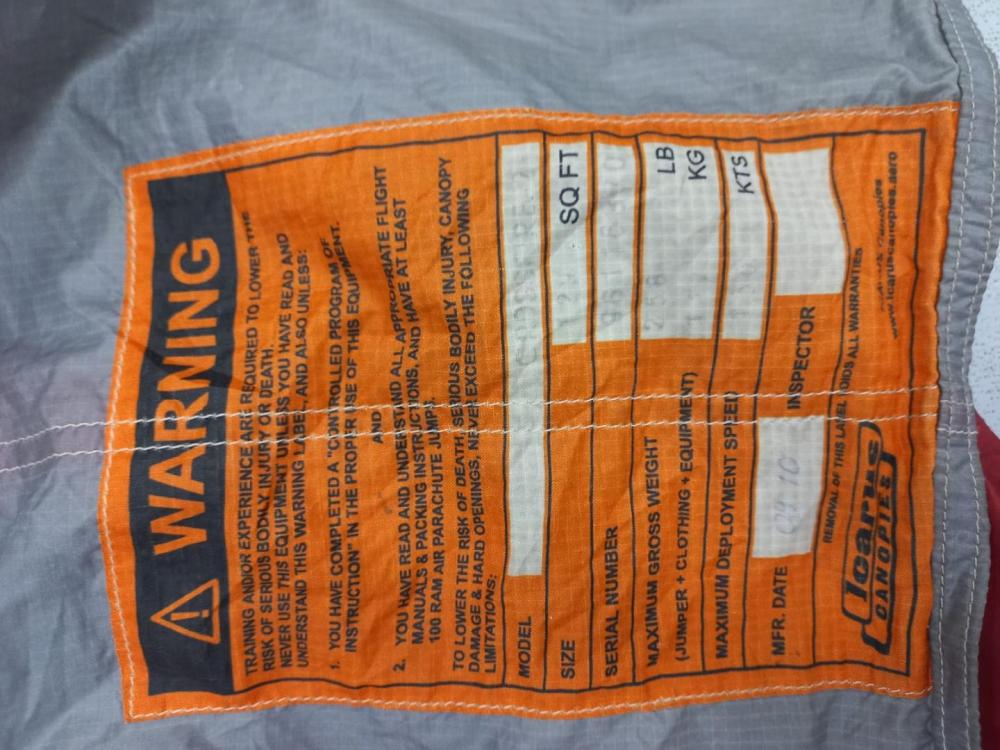 WARNING
TRAINING AND/OR EXPERIENCE ARE REQUIRED TO LOWER THE
RISK OF SERIOUS BODILY INJURY OR DEATH.
NEVER USE THIS EQUIPMENT UNLESS YOU HAVE READ AND
UNDERSTAND THIS WARNING LABEL, AND ALSO UNLESS:
1. YOU HAVE COMPLETED A "CONTROLLED PROGRAM OF
INSTRUCTION" IN THE PROPER USE OF THIS EQUIPMENT.
AND
2. YOU HAVE READ AND UNDERSTAND ALL APPROPRIATE FLIGHT
MANUALS & PACKING INSTRUCTIONS, AND HAVE AT LEAST
100 RAM AIR PARACHUTE JUMPS.
TO LOWER THE RISK OF DEATH, SERIOUS BODILY INJURY, CANOPY
DAMAGE & HARD OPENINGS, NEVER EXCEED THE FOLLOWING
LIMITATIONS:
MODEL
SIZE SQ FT
SERIAL NUMBER
MAXIMUM GROSS WEIGHT LB
(JUMPER + CLOTHING + EQUIPMENT) KG
MAXIMUM DEPLOYMENT SPEED KTS
MFR. DATE INSPECTOR
REMOVAL OF THIS LABEL VOIDS ALL WARRANTIES
Icarus
CANOPIES
Canopies
www.icaruscanopies.aero